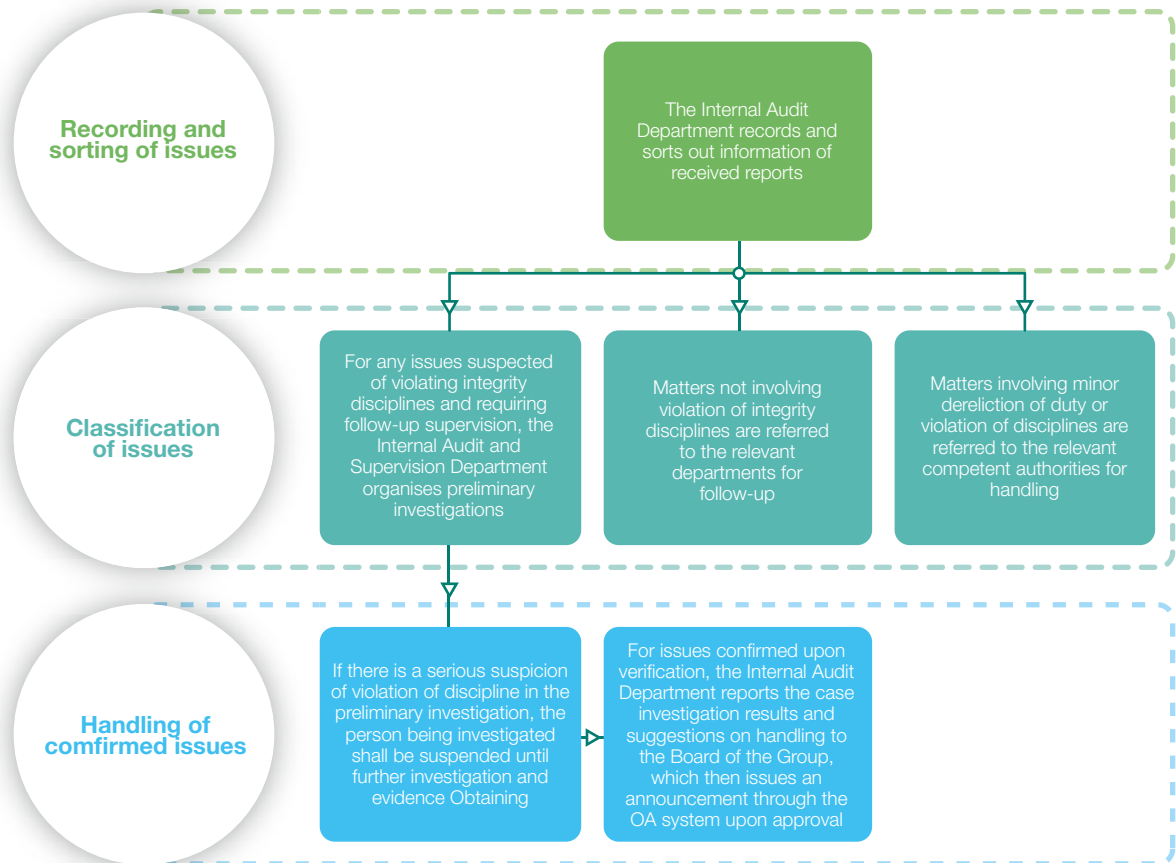 Recording and
sorting of issues
The Internal Audit
Department records and
sorts out information of
received reports
Classification
of issues
For any issues suspected
of violating integrity
disciplines and requiring
follow-up supervision, the
Internal Audit and
Supervision Department
organises preliminary
investigations
Matters not involving
violation of integrity
disciplines are referred
to the relevant
departments for
follow-up
Matters involving minor
dereliction of duty or
violation of disciplines are
referred to the relevant
competent authorities for
handling
Handling of
comfirmed issues
If there is a serious suspicion
of violation of discipline in the
preliminary investigation, the
person being investigated
shall be suspended until
further investigation and
evidence Obtaining
For issues confirmed upon
verification, the Internal Audit
Department reports the case
investigation results and
suggestions on handling to
the Board of the Group,
which then issues an
announcement through the
OA system upon approval